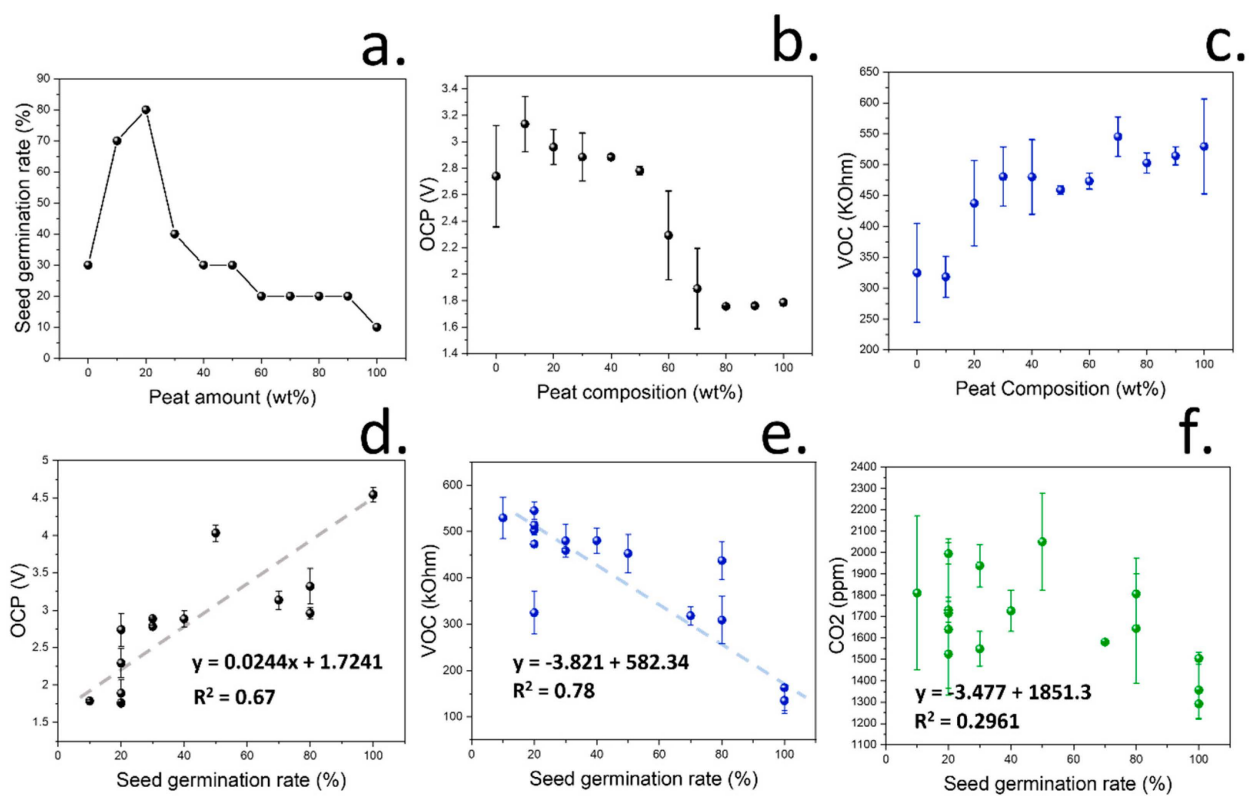 a.
90
80
70
60
50
40
30
20
10
0
Seed germination rate (%)
0 20 40 60 80 100
Peat amount (wt%)
b.
3.6
3.4
3.2
3.0
2.8
2.6
2.4
2.2
2
1.8
1.6
1.4
OCP (V)
0 10 20 30 40 50 60 70 80 90 100
Peat composition (wt%)
c.
650
600
550
500
450
400
350
300
250
200
VOC (KOhm)
0 20 40 60 80 100
Peat Composition (wt%)
d.
5
4.5
4
3.5
3
2.5
2
1.5
OCP (V)
y = 0.0244x + 1.7241
R² = 0.67
0 20 40 60 80 100
Seed germination rate (%)
e.
600
500
400
300
200
100
VOC (kOhm)
y = -3.821 + 582.34
R² = 0.78
0 20 40 60 80 100
Seed germination rate (%)
f.
2400
2300
2200
2100
2000
1900
1800
1700
1600
1500
1400
1300
1200
1100
CO2 (ppm)
y = -3.477 + 1851.3
R² = 0.2961
0 20 40 60 80 100
Seed germination rate (%)